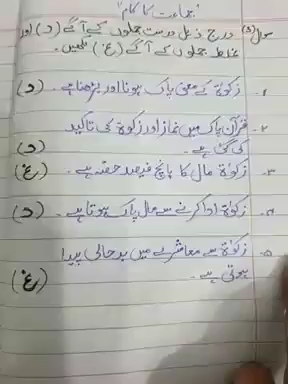 "جماعت کا کام"
سوال (۵) درج ذیل درست جملوں کے آگے (د) اور
غلط جملوں کے آگے (غ) لکھیں۔
۱. زکوٰۃ کے معنی پاک ہونا اور بڑھنا ہے۔ (د)
۲. قرآن پاک میں نماز اور زکوٰۃ کی تاکید
کی گئی ہے۔ (د)
۳. زکوٰۃ مال کا پانچ فیصد حصّہ ہے۔ (غ)
۴. زکوٰۃ ادا کرنے سے مال پاک ہوتا ہے۔ (د)
۵. زکوٰۃ سے معاشرے میں بدحالی پیدا
ہوتی ہے۔ (غ)